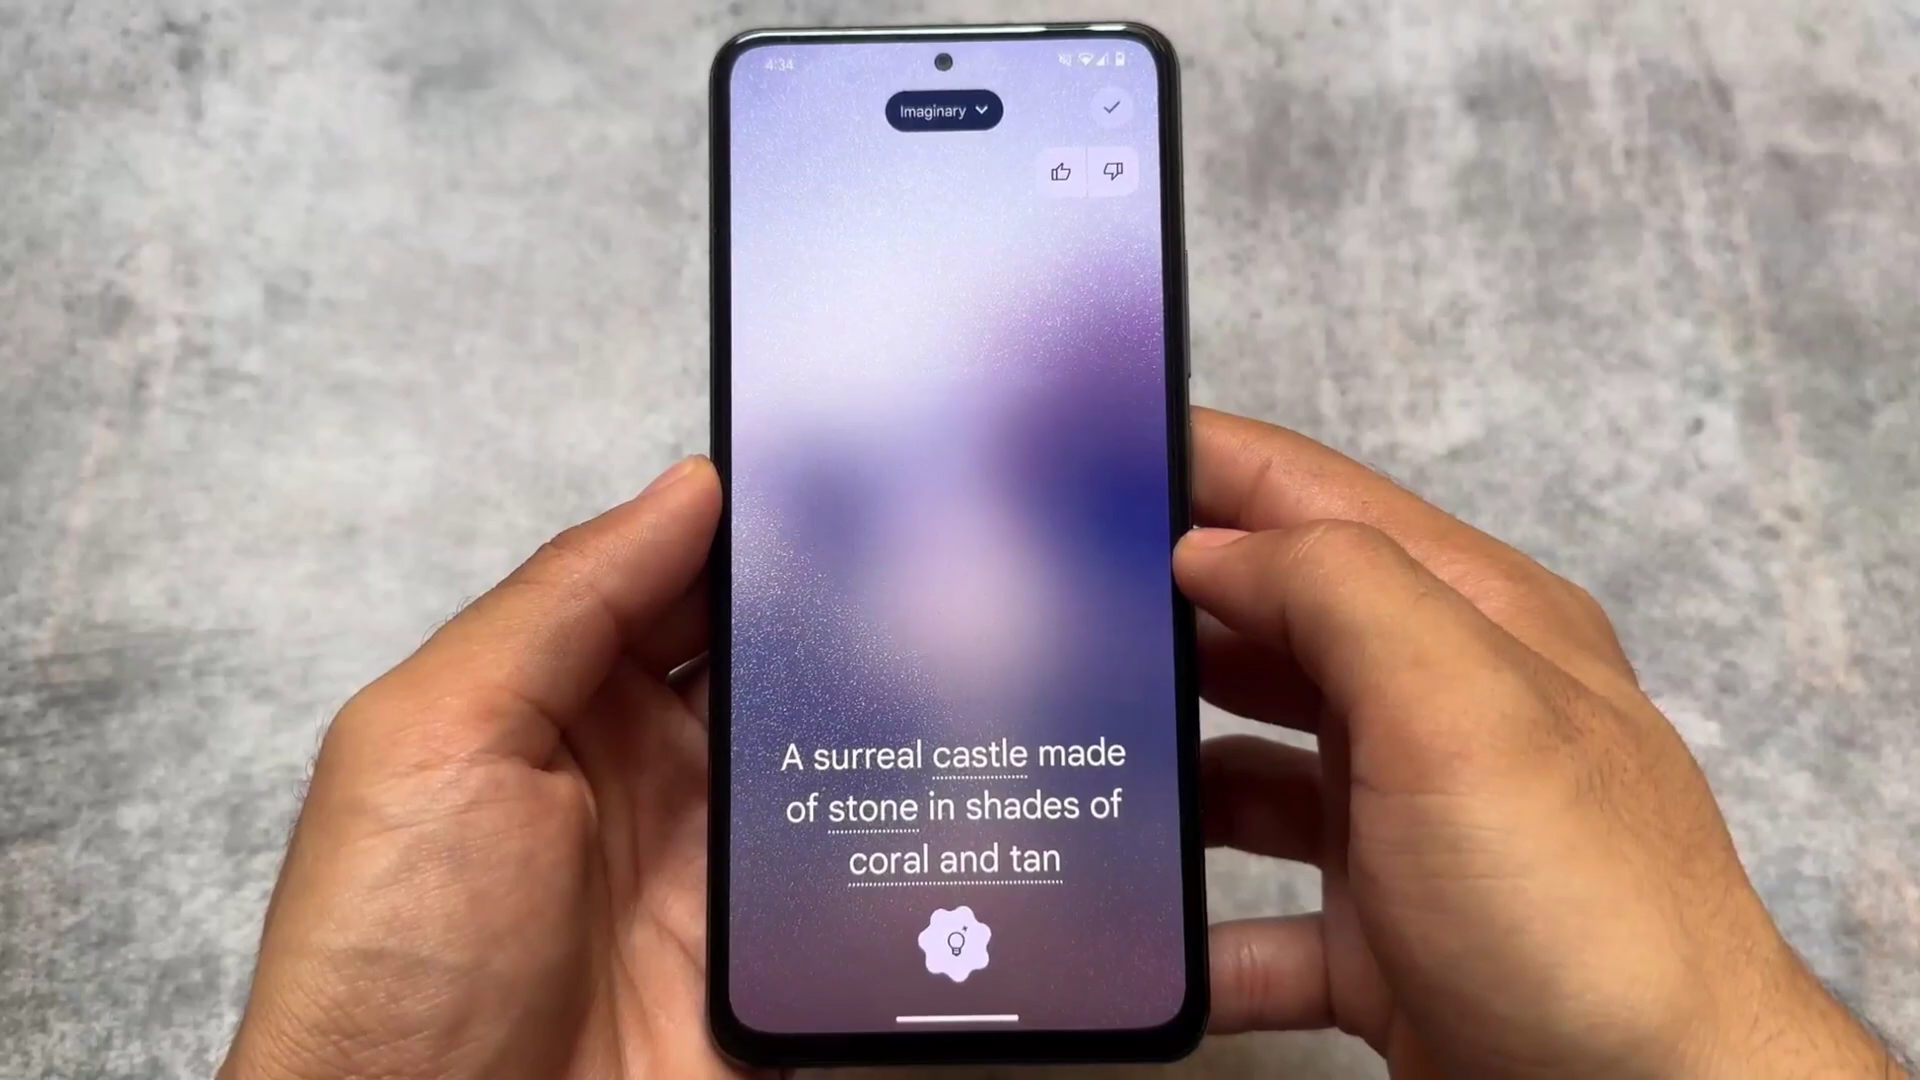 4:34
Imaginary
A surreal castle made
of stone in shades of
coral and tan